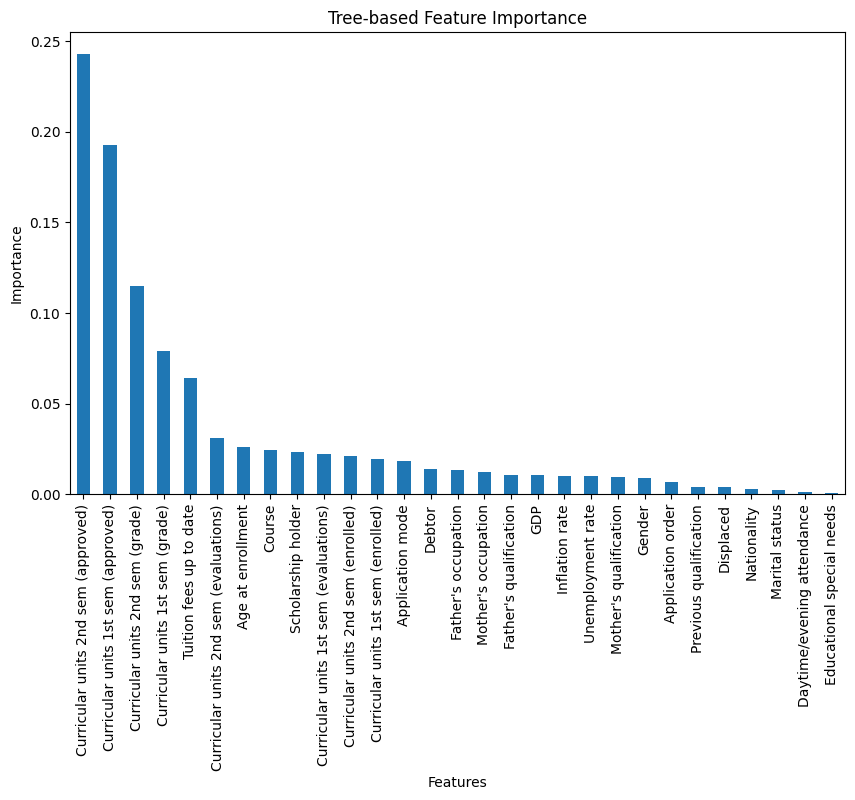 Tree-based Feature Importance
Importance
0.25
0.20
0.15
0.10
0.05
0.00
Curricular units 2nd sem (approved)
Curricular units 1st sem (approved)
Curricular units 2nd sem (grade)
Curricular units 1st sem (grade)
Tuition fees up to date
Curricular units 2nd sem (evaluations)
Age at enrollment
Course
Scholarship holder
Curricular units 1st sem (evaluations)
Curricular units 2nd sem (enrolled)
Curricular units 1st sem (enrolled)
Application mode
Debtor
Father's occupation
Mother's occupation
Father's qualification
GDP
Inflation rate
Unemployment rate
Mother's qualification
Gender
Application order
Previous qualification
Displaced
Nationality
Marital status
Daytime/evening attendance
Educational special needs
Features